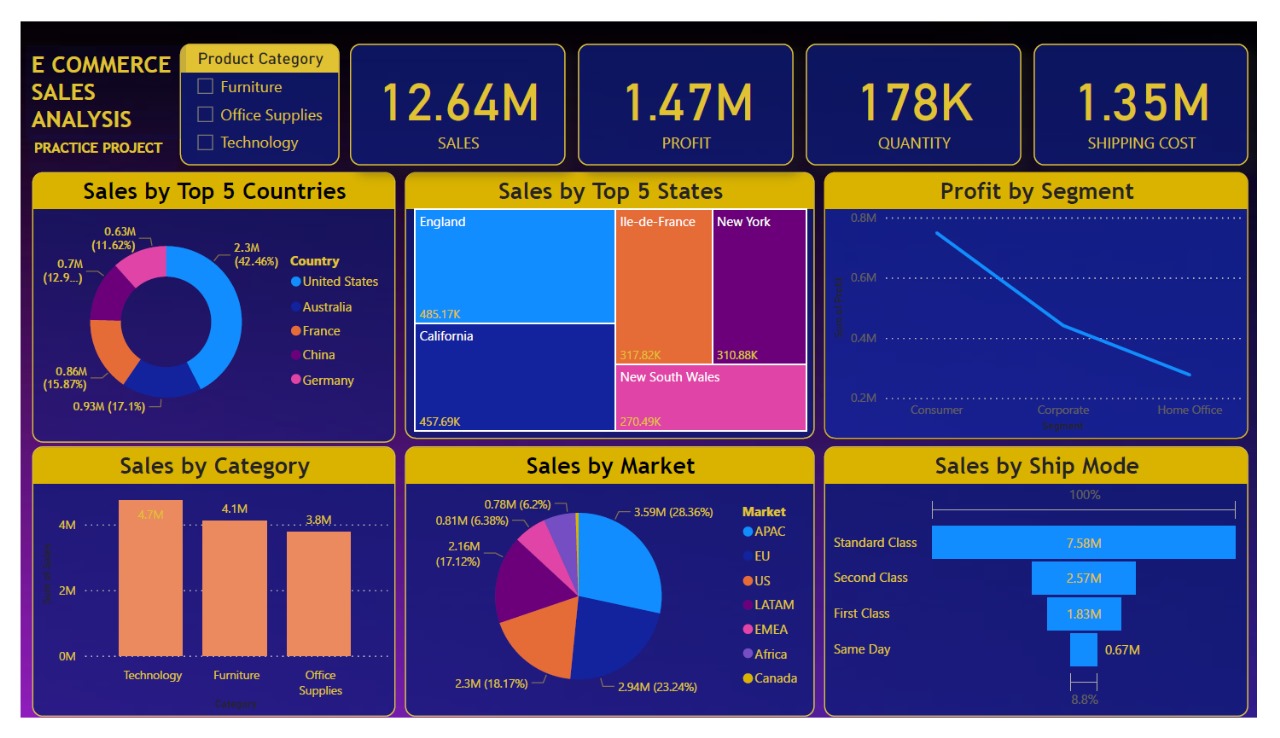 E COMMERCE
SALES
ANALYSIS
PRACTICE PROJECT
Product Category
Furniture
Office Supplies
Technology
12.64M
SALES
1.47M
PROFIT
178K
QUANTITY
1.35M
SHIPPING COST
Sales by Top 5 Countries
0.63M
(11.62%)
0.7M
(12.9...)
0.86M
(15.87%)
0.93M (17.1%)
2.3M
(42.46%)
Country
United States
Australia
France
China
Germany
Sales by Top 5 States
England
485.17K
California
457.69K
Ile-de-France
317.82K
New York
310.88K
New South Wales
270.49K
Profit by Segment
0.8M
0.6M
0.4M
0.2M
Consumer
Corporate
Home Office
Segment
Sales by Category
4M
2M
0M
4.7M
4.1M
3.8M
Technology
Furniture
Office
Supplies
Category
Sales by Market
0.78M (6.2%)
0.81M (6.38%)
2.16M
(17.12%)
2.3M (18.17%)
2.94M (23.24%)
3.59M (28.36%)
Market
APAC
EU
US
LATAM
EMEA
Africa
Canada
Sales by Ship Mode
100%
Standard Class
7.58M
Second Class
2.57M
First Class
1.83M
Same Day
0.67M
8.8%